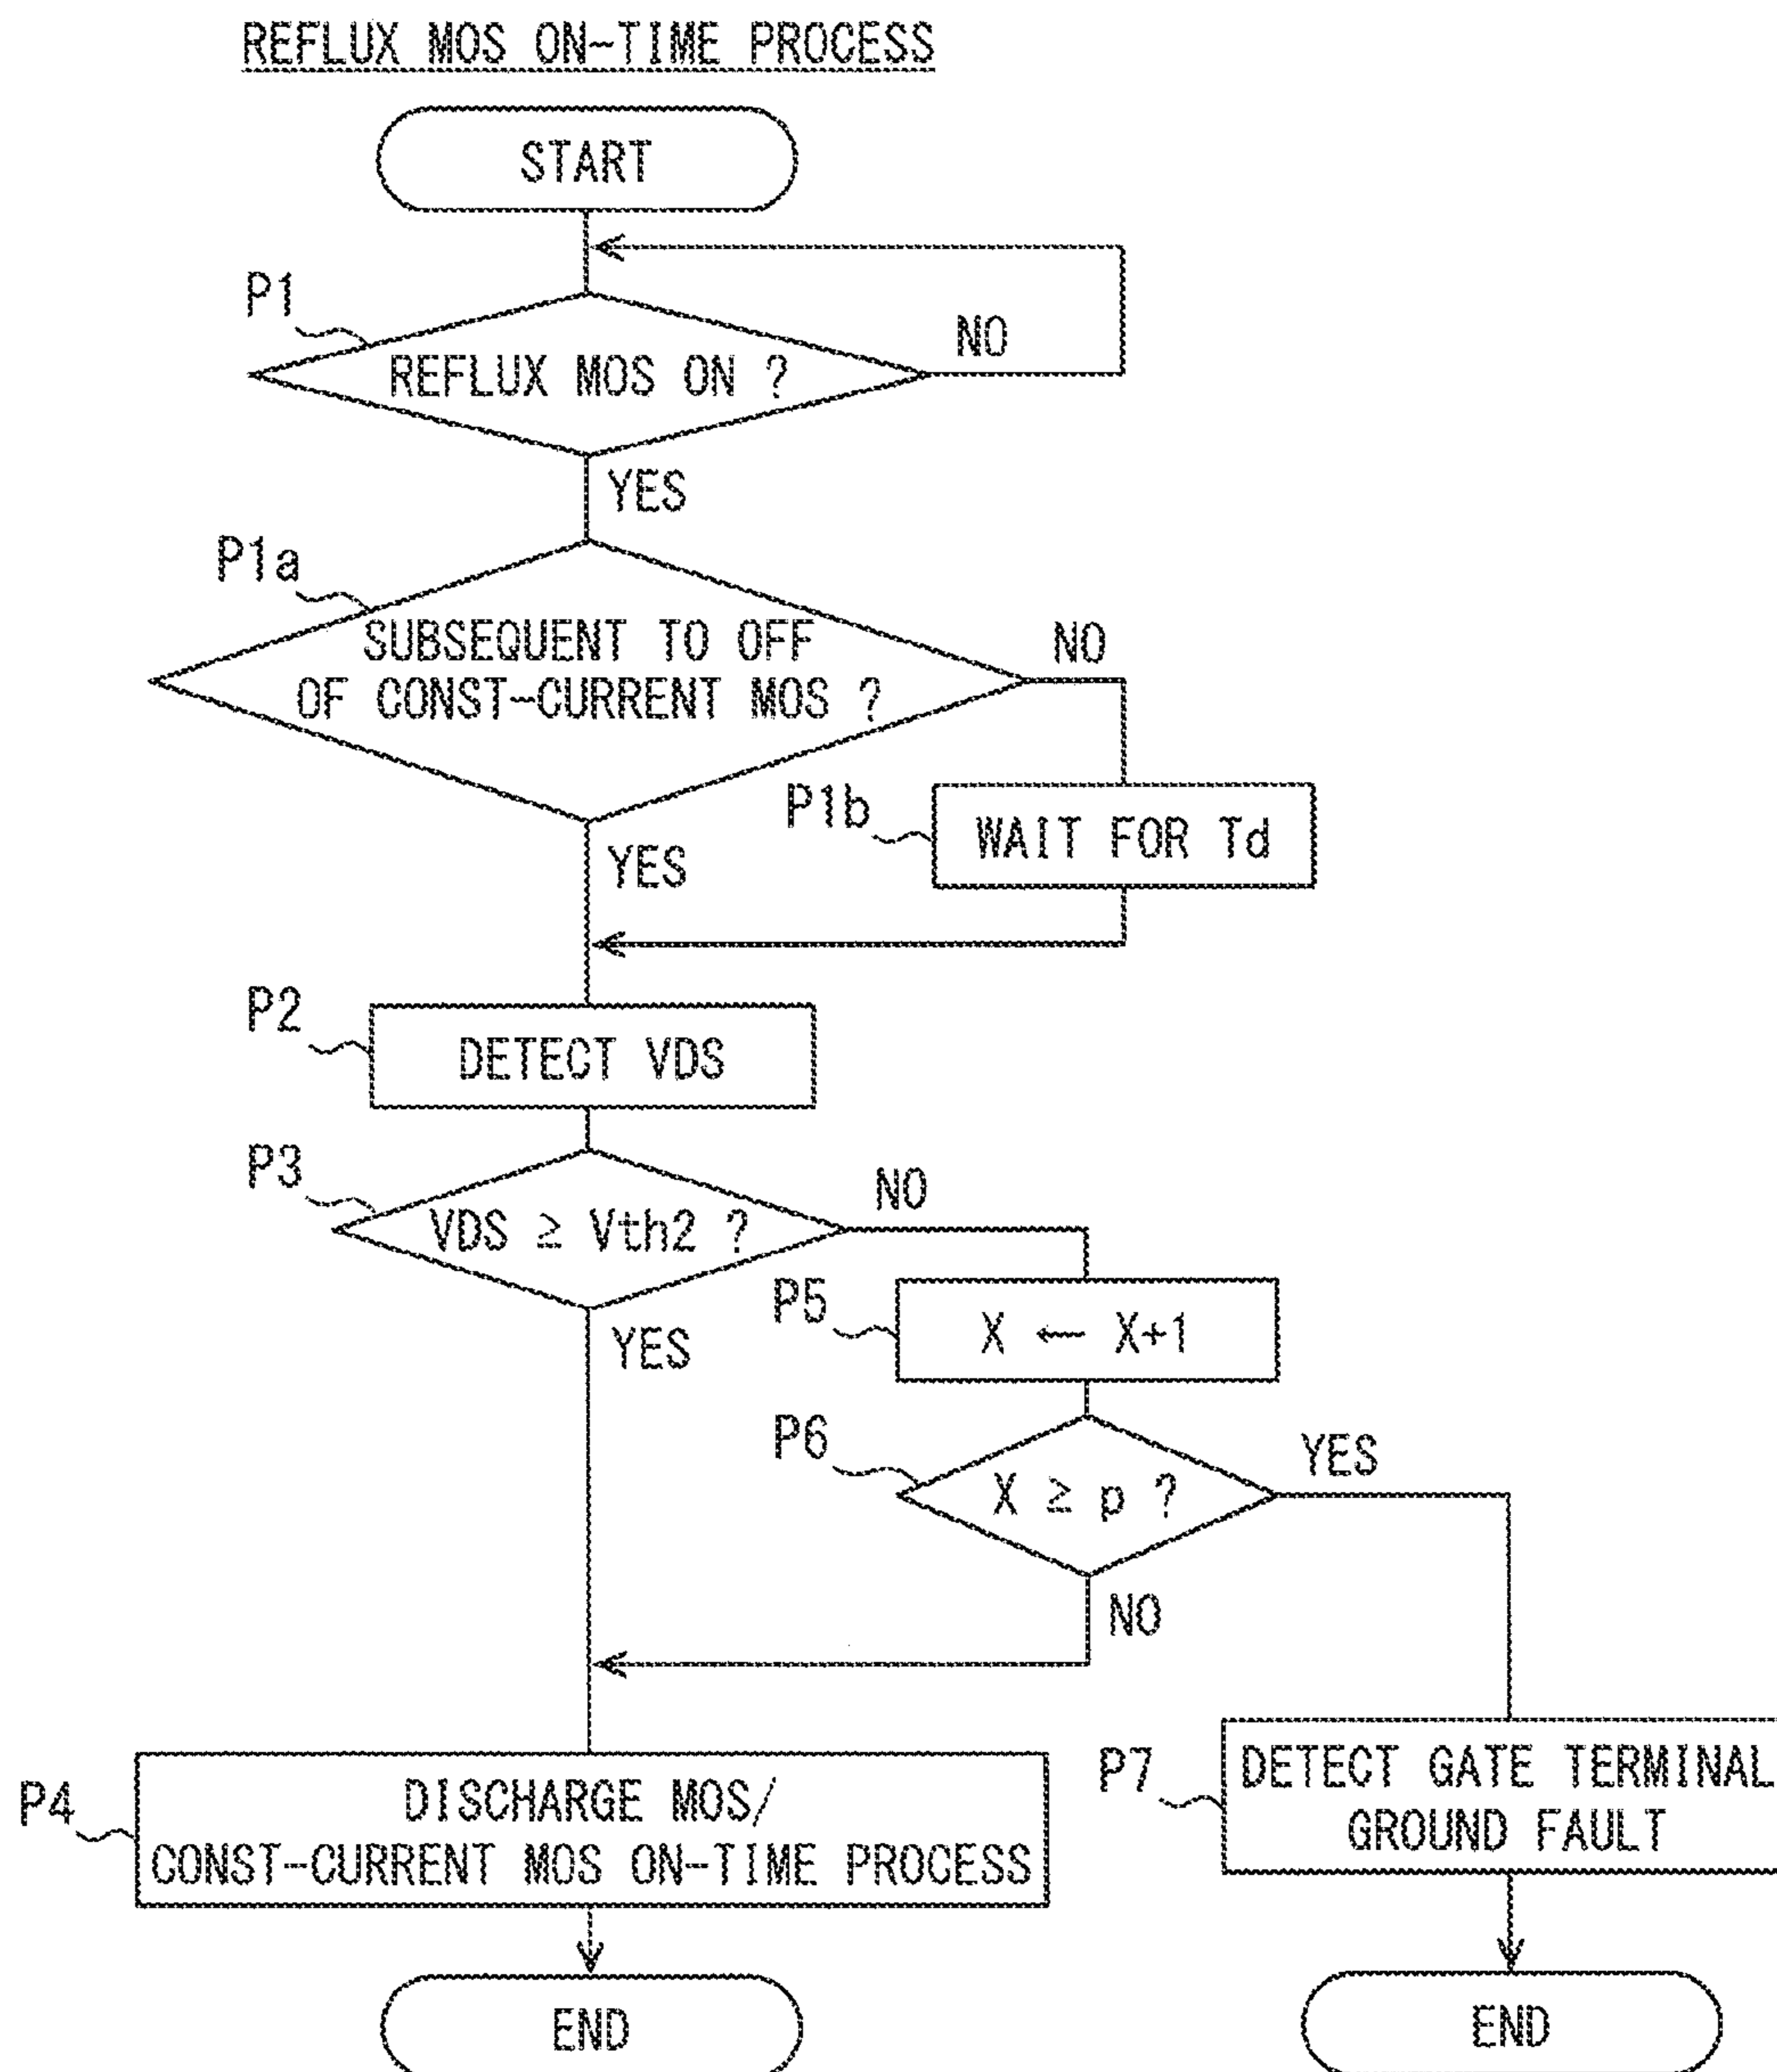 REFLUX MOS ON-TIME PROCESS
START
P1
REFLUX MOS ON ?
NO
YES
P1a
SUBSEQUENT TO OFF
OF CONST-CURRENT MOS ?
NO
P1b
WAIT FOR Td
YES
P2
DETECT VDS
P3
VDS ≥ Vth2 ?
NO
P5
X ← X+1
YES
P6
X ≥ p ?
YES
NO
P4
DISCHARGE MOS/
CONST-CURRENT MOS ON-TIME PROCESS
P7
DETECT GATE TERMINAL
GROUND FAULT
END
END